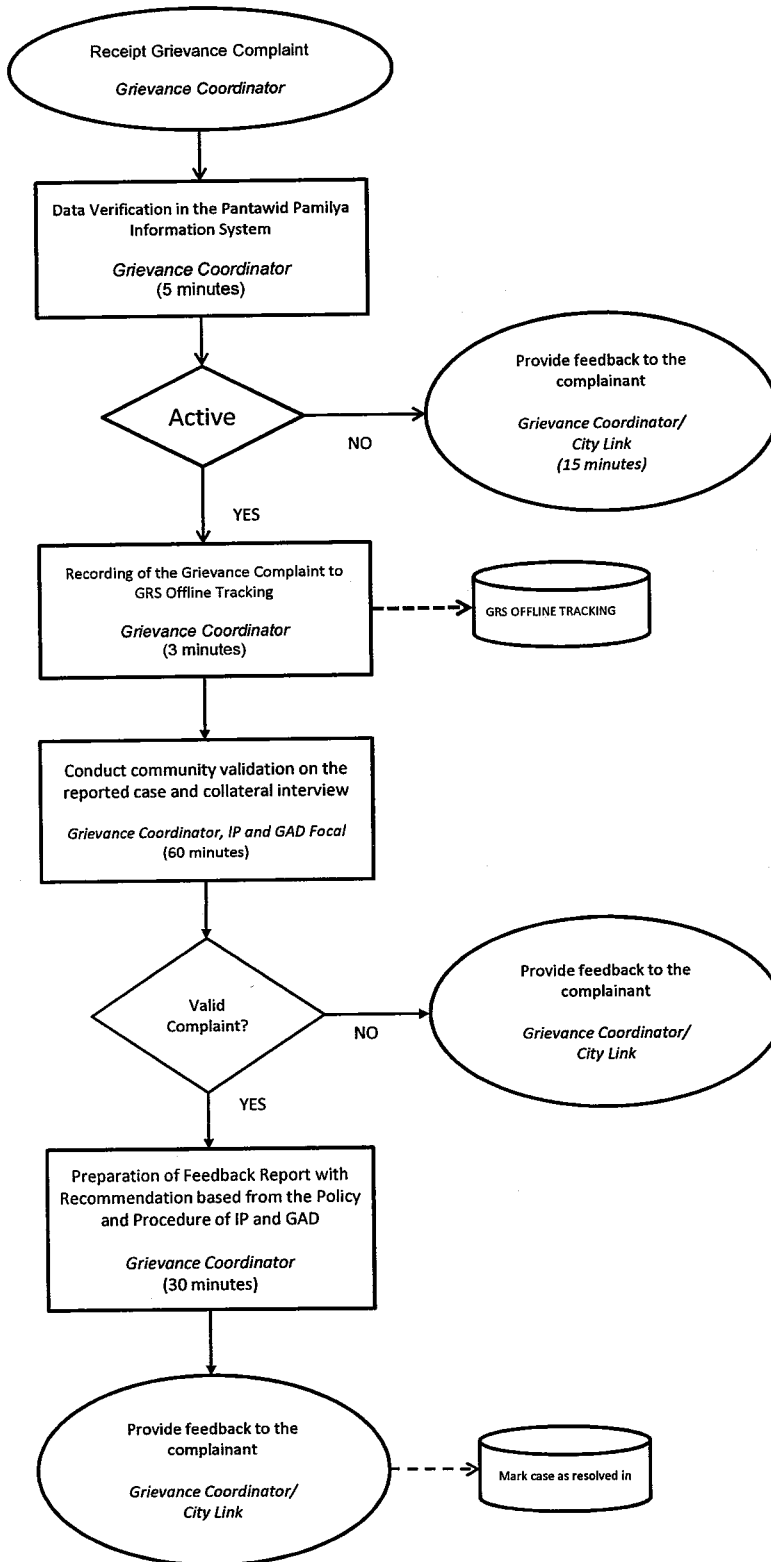 Receipt Grievance Complaint
Grievance Coordinator
Data Verification in the Pantawid Pamilya
Information System
Grievance Coordinator
(5 minutes)
Active
NO
Provide feedback to the
complainant
Grievance Coordinator/
City Link
(15 minutes)
YES
Recording of the Grievance Complaint to
GRS Offline Tracking
Grievance Coordinator
(3 minutes)
GRS OFFLINE TRACKING
Conduct community validation on the
reported case and collateral interview
Grievance Coordinator, IP and GAD Focal
(60 minutes)
Valid
Complaint?
NO
Provide feedback to the
complainant
Grievance Coordinator/
City Link
YES
Preparation of Feedback Report with
Recommendation based from the Policy
and Procedure of IP and GAD
Grievance Coordinator
(30 minutes)
Provide feedback to the
complainant
Grievance Coordinator/
City Link
Mark case as resolved in